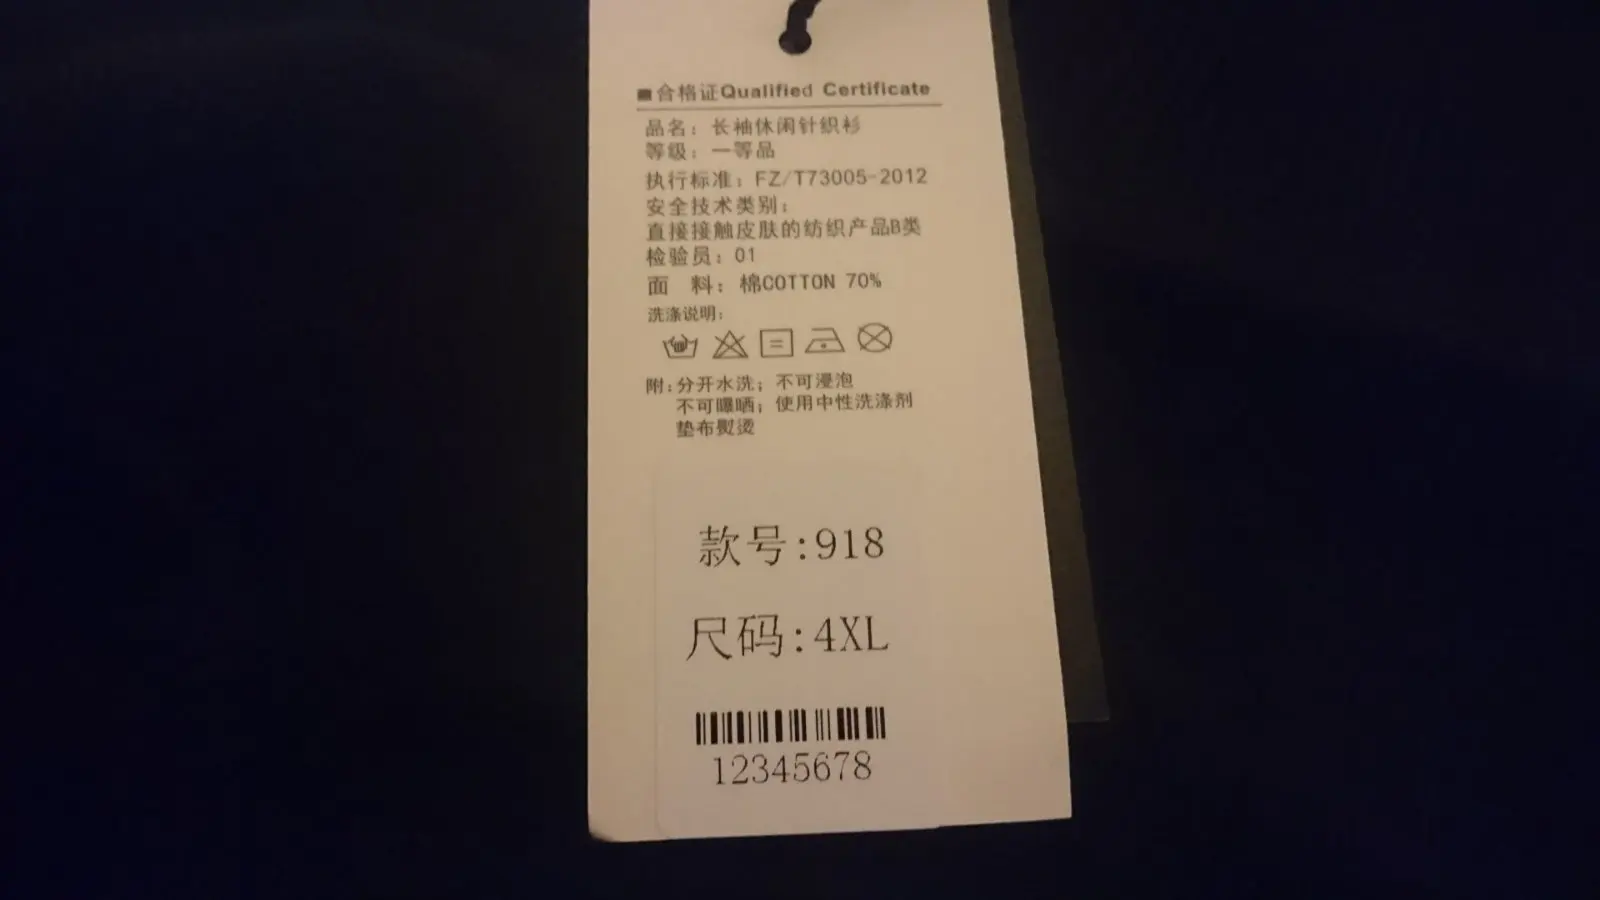 ■合格证Qualified Certificate
品名：长袖休闲针织衫
等级：一等品
执行标准：FZ/T73005-2012
安全技术类别：
直接接触皮肤的纺织产品B类
检验员：01
面 料：棉COTTON 70%
洗涤说明：
附：分开水洗；不可浸泡
不可曝晒；使用中性洗涤剂
垫布熨烫
款号:918
尺码:4XL
12345678